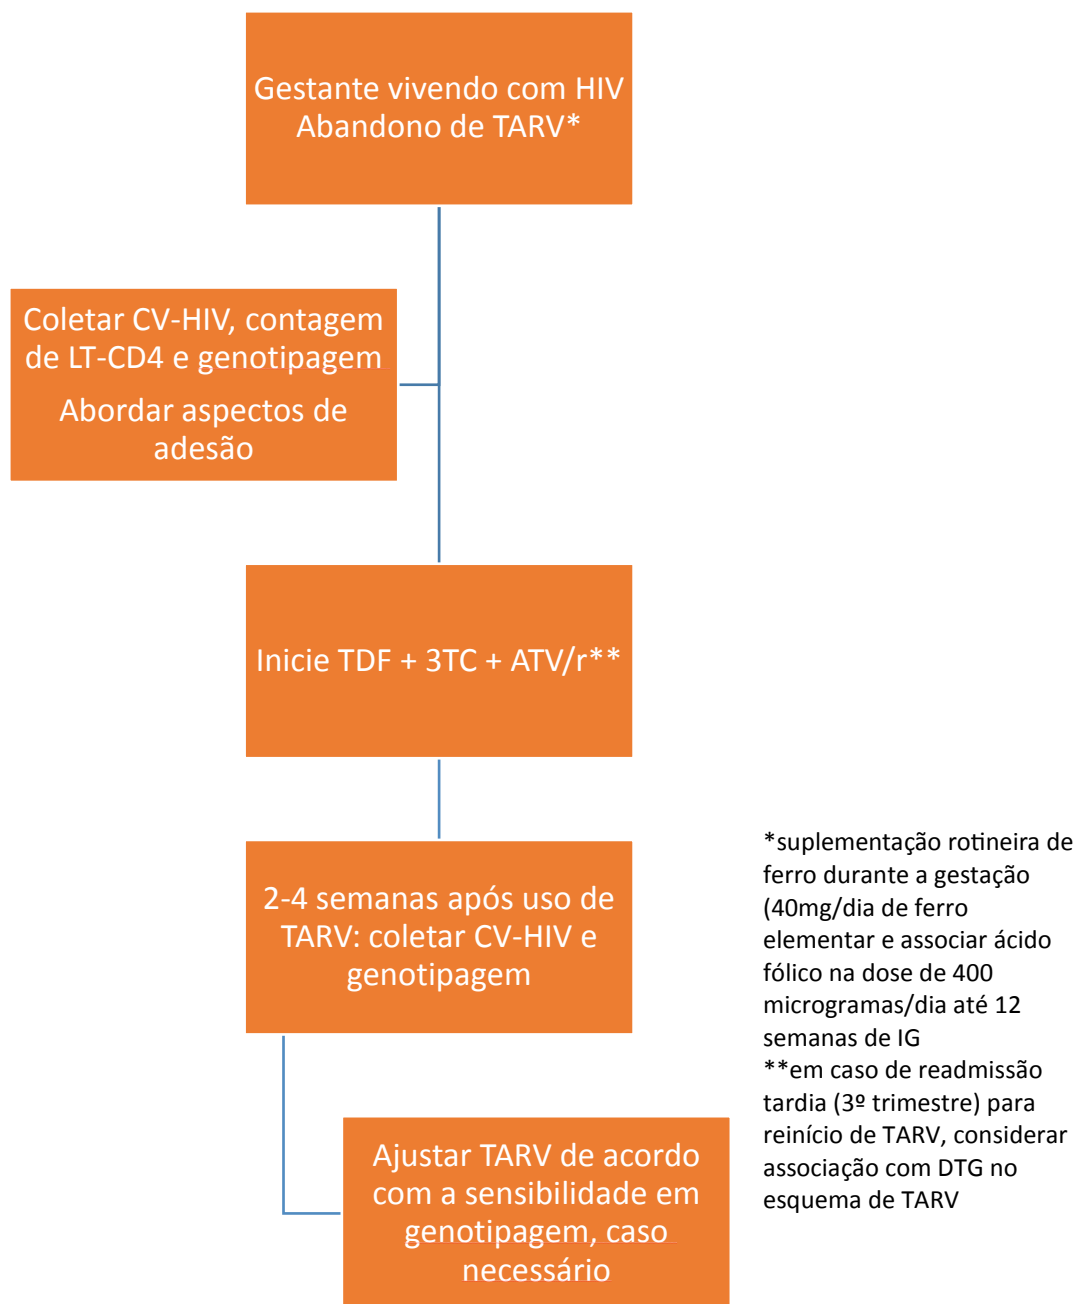 Gestante vivendo com HIV
Abandono de TARV*
Coletar CV-HIV, contagem
de LT-CD4 e genotipagem
Abordar aspectos de
adesão
Inicie TDF + 3TC + ATV/r**
2-4 semanas após uso de
TARV: coletar CV-HIV e
genotipagem
Ajustar TARV de acordo
com a sensibilidade em
genotipagem, caso
necessário
*suplementação rotineira de
ferro durante a gestação
(40mg/dia de ferro
elementar e associar ácido
fólico na dose de 400
microgramas/dia até 12
semanas de IG
**em caso de readmissão
tardia (3º trimestre) para
reinício de TARV, considerar
associação com DTG no
esquema de TARV